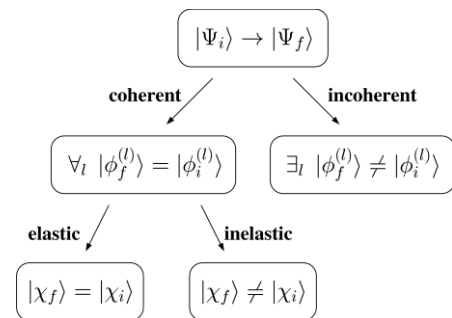 |Ψ_i⟩ → |Ψ_f⟩
coherent incoherent
∀_l |ϕ_f^{(l)}⟩ = |ϕ_i^{(l)}⟩ ∃_l |ϕ_f^{(l)}⟩ ≠ |ϕ_i^{(l)}⟩
elastic inelastic
|χ_f⟩ = |χ_i⟩ |χ_f⟩ ≠ |χ_i⟩